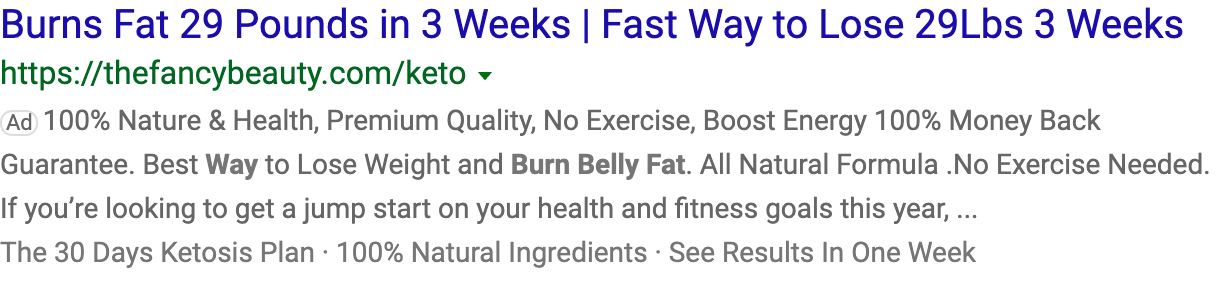 Burns Fat 29 Pounds in 3 Weeks | Fast Way to Lose 29Lbs 3 Weeks
https://thefancybeauty.com/keto
Ad 100% Nature & Health, Premium Quality, No Exercise, Boost Energy 100% Money Back
Guarantee. Best Way to Lose Weight and Burn Belly Fat. All Natural Formula .No Exercise Needed.
If you’re looking to get a jump start on your health and fitness goals this year, ...
The 30 Days Ketosis Plan · 100% Natural Ingredients · See Results In One Week